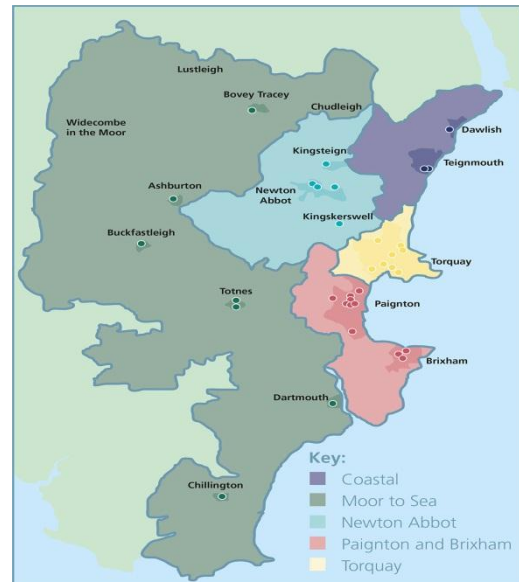 Lustleigh
Bovey Tracey
Chudleigh
Widecombe
in the Moor
Dawlish
Kingsteign
Teignmouth
Ashburton
Newton
Abbot
Kingskerswell
Buckfastleigh
Torquay
Totnes
Paignton
Brixham
Dartmouth
Chillington
Key:
Coastal
Moor to Sea
Newton Abbot
Paignton and Brixham
Torquay